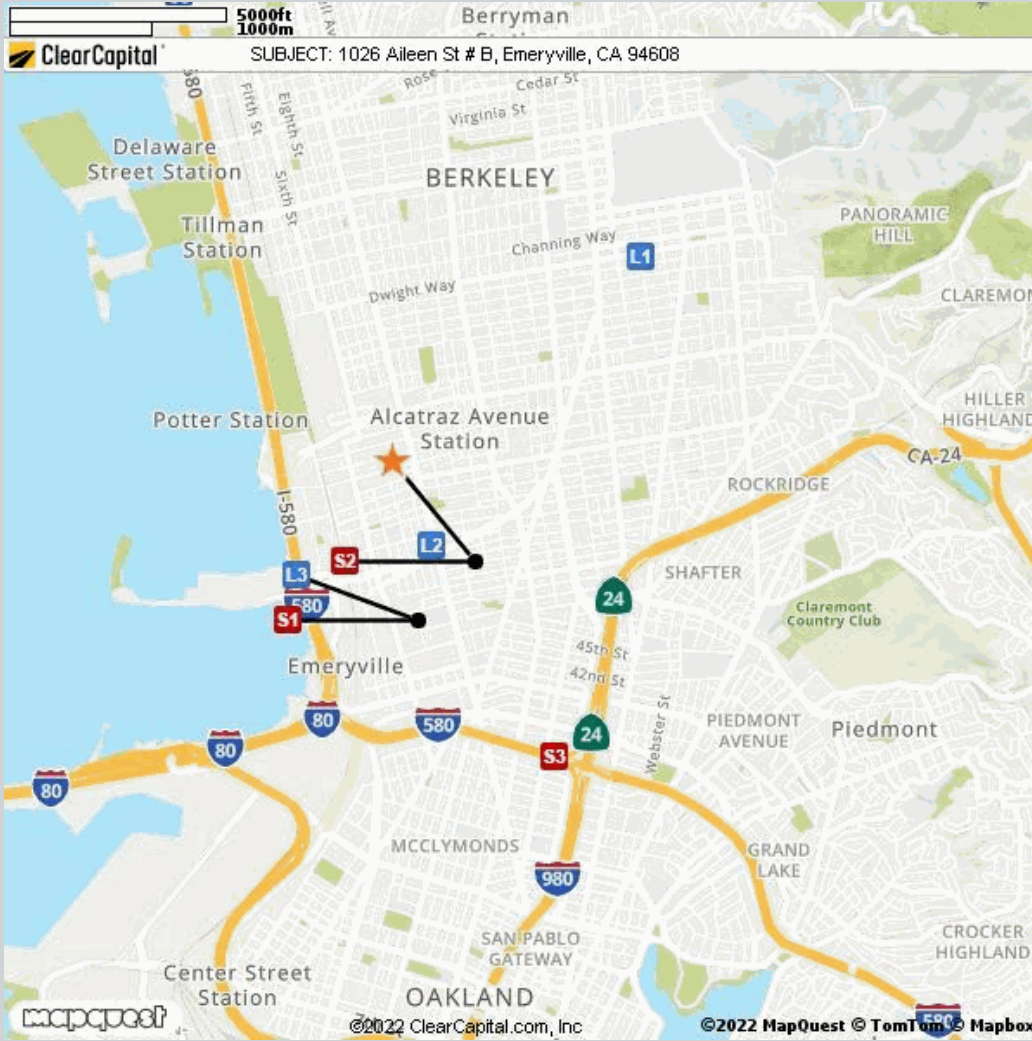 5000ft
1000m
Berryman
ClearCapital
SUBJECT: 1026 Aileen St # B, Emeryville, CA 94608
580
Rose
Cedar St
Fifth St
Eighth St
Virginia St
Delaware
Street Station
BERKELEY
Sixth St
Tillman
Station
PANORAMIC
HILL
Channing Way
L1
Dwight Way
CLAREMON
HILLER
HIGHLAND
Potter Station
Alcatraz Avenue
Station
CA-24
ROCKRIDGE
I-580
L2
S2
L3
580
S1
SHAFTER
24
Claremont
Country Club
45th St
42nd St
Emeryville
Webster St
80
580
24
PIEDMONT
AVENUE
Piedmont
80
S3
80
MCCLYMONDS
GRAND
LAKE
980
SAN PABLO
GATEWAY
CROCKER
HIGHLAND
Center Street
Station
OAKLAND
580
mapquest
©2022 ClearCapital.com, Inc
©2022 MapQuest © TomTom © Mapbox